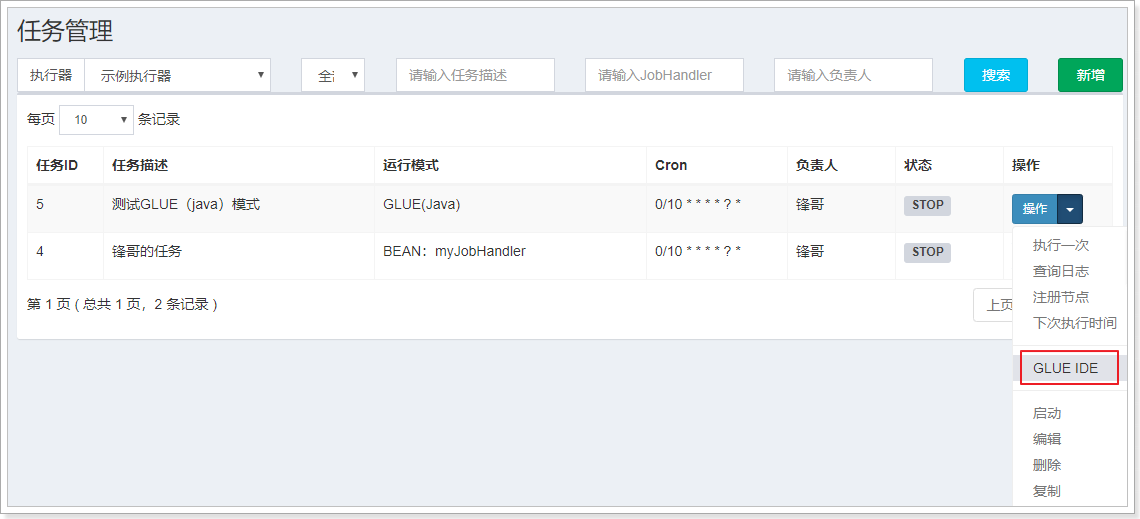 任务管理
执行器 示例执行器 请输入任务描述 请输入JobHandler 请输入负责人 搜索 新增
每页 10 条记录
任务ID 任务描述 运行模式 Cron 负责人 状态 操作
5 测试GLUE（java）模式 GLUE(Java) 0/10 * * * * ? * 锋哥 STOP 操作
4 锋哥的任务 BEAN：myJobHandler 0/10 * * * * ? * 锋哥 STOP
第 1 页 ( 总共 1 页，2 条记录 ) 上页
执行一次
查询日志
注册节点
下次执行时间
GLUE IDE
启动
编辑
删除
复制